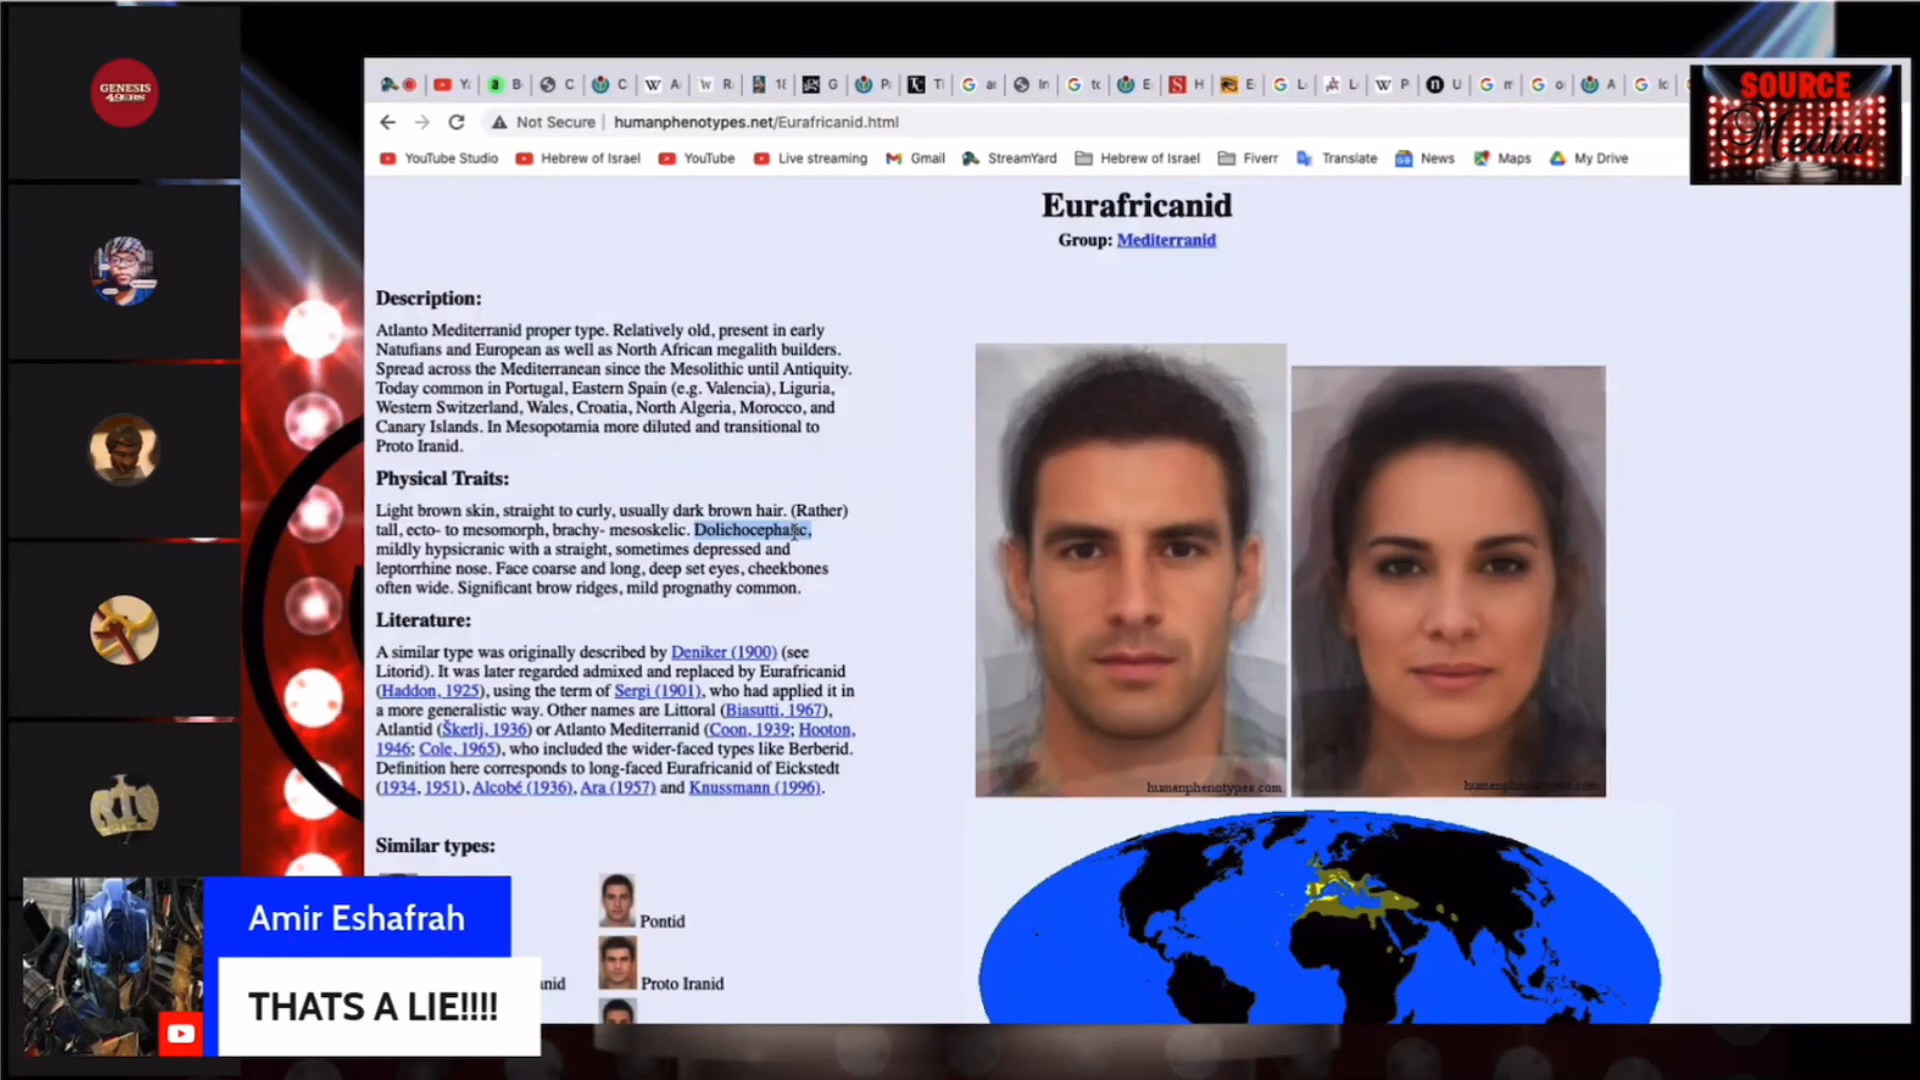 GENESIS
49ERS
Not Secure
humanphenotypes.net/Eurafricanid.html
YouTube Studio
Hebrew of Israel
YouTube
Live streaming
Gmail
StreamYard
Hebrew of Israel
Fiverr
Translate
News
Maps
My Drive
SOURCE
Media
Eurafricanid
Group: Mediterranid
Description:
Atlanto Mediterranid proper type. Relatively old, present in early
Natufians and European as well as North African megalith builders.
Spread across the Mediterranean since the Mesolithic until Antiquity.
Today common in Portugal, Eastern Spain (e.g. Valencia), Liguria,
Western Switzerland, Wales, Croatia, North Algeria, Morocco, and
Canary Islands. In Mesopotamia more diluted and transitional to
Proto Iranid.
Physical Traits:
Light brown skin, straight to curly, usually dark brown hair. (Rather)
tall, ecto- to mesomorph, brachy- mesoskelic. Dolichocephalic,
mildly hypsicranic with a straight, sometimes depressed and
leptorrhine nose. Face coarse and long, deep set eyes, cheekbones
often wide. Significant brow ridges, mild prognathy common.
Literature:
A similar type was originally described by Deniker (1900) (see
Litorid). It was later regarded admixed and replaced by Eurafricanid
(Haddon, 1925), using the term of Sergi (1901), who had applied it in
a more generalistic way. Other names are Littoral (Biasutti, 1967),
Atlantid (Škerlj, 1936) or Atlanto Mediterranid (Coon, 1939; Hooton,
1946; Cole, 1965), who included the wider-faced types like Berberid.
Definition here corresponds to long-faced Eurafricanid of Eickstedt
(1934, 1951), Alcobé (1936), Ara (1957) and Knussmann (1996).
humanphenotypes.com
humanphenotypes.com
Similar types:
Pontid
nid
Proto Iranid
Amir Eshafrah
THATS A LIE!!!!